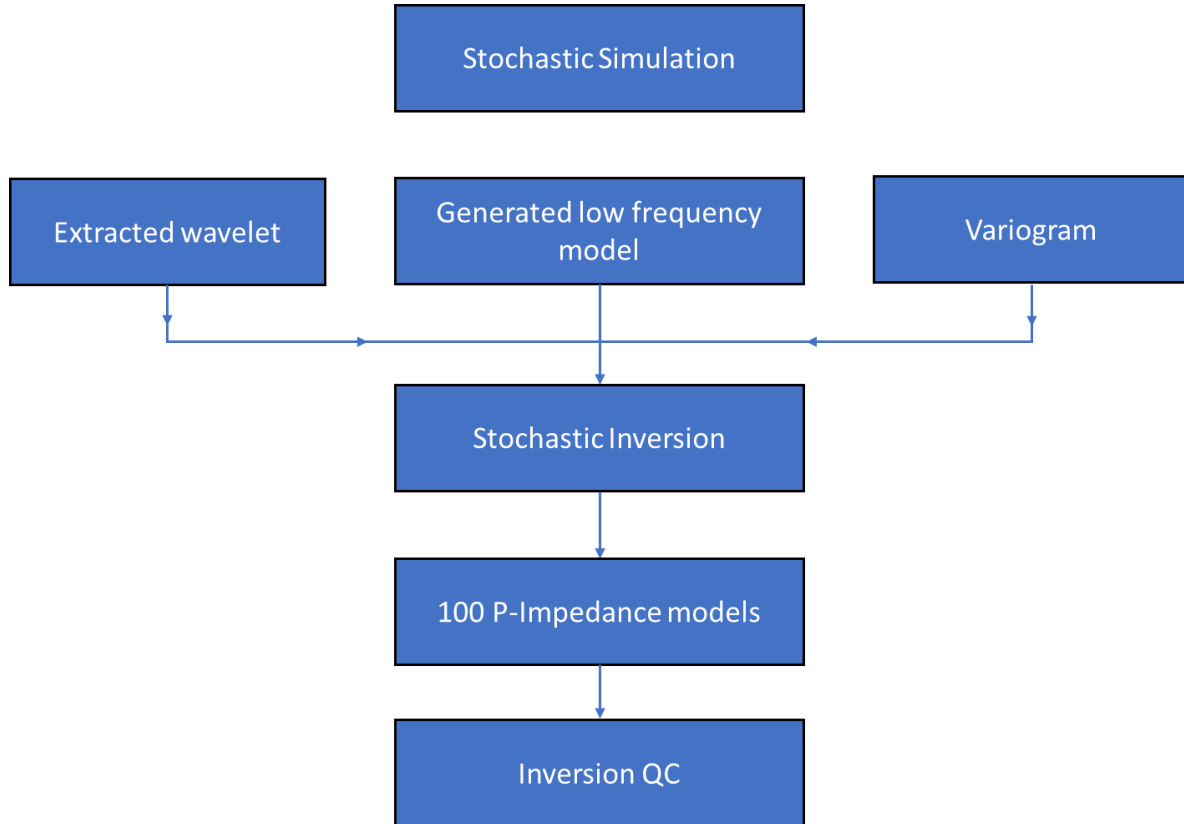 Stochastic Simulation
Extracted wavelet
Generated low frequency
model
Variogram
Stochastic Inversion
100 P-Impedance models
Inversion QC